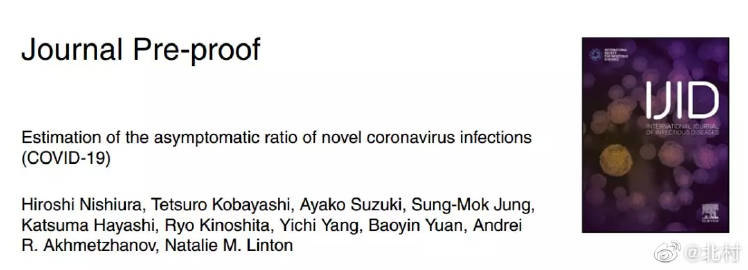 Journal Pre-proof
Estimation of the asymptomatic ratio of novel coronavirus infections
(COVID-19)
Hiroshi Nishiura, Tetsuro Kobayashi, Ayako Suzuki, Sung-Mok Jung,
Katsuma Hayashi, Ryo Kinoshita, Yichi Yang, Baoyin Yuan, Andrei
R. Akhmetzhanov, Natalie M. Linton
INTERNATIONAL
SOCIETY
FOR INFECTIOUS
DISEASES
IJID
INTERNATIONAL JOURNAL
OF INFECTIOUS DISEASES
@北村